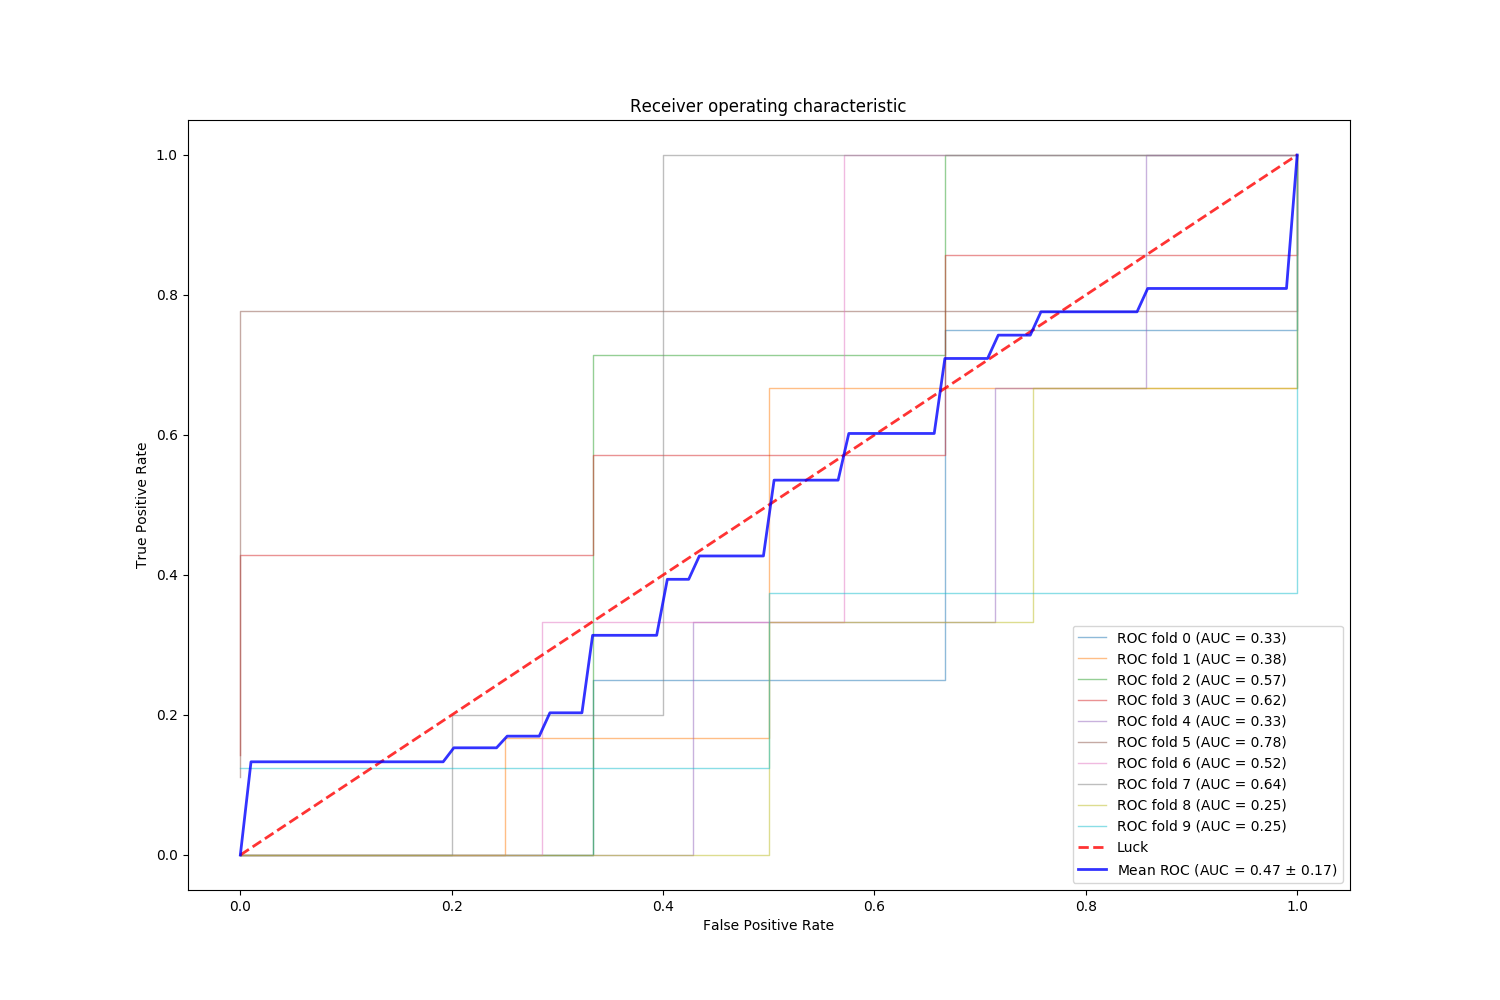 Receiver operating characteristic
True Positive Rate
1.0
0.8
0.6
0.4
0.2
0.0
0.0 0.2 0.4 0.6 0.8 1.0
False Positive Rate
ROC fold 0 (AUC = 0.33)
ROC fold 1 (AUC = 0.38)
ROC fold 2 (AUC = 0.57)
ROC fold 3 (AUC = 0.62)
ROC fold 4 (AUC = 0.33)
ROC fold 5 (AUC = 0.78)
ROC fold 6 (AUC = 0.52)
ROC fold 7 (AUC = 0.64)
ROC fold 8 (AUC = 0.25)
ROC fold 9 (AUC = 0.25)
Luck
Mean ROC (AUC = 0.47 ± 0.17)